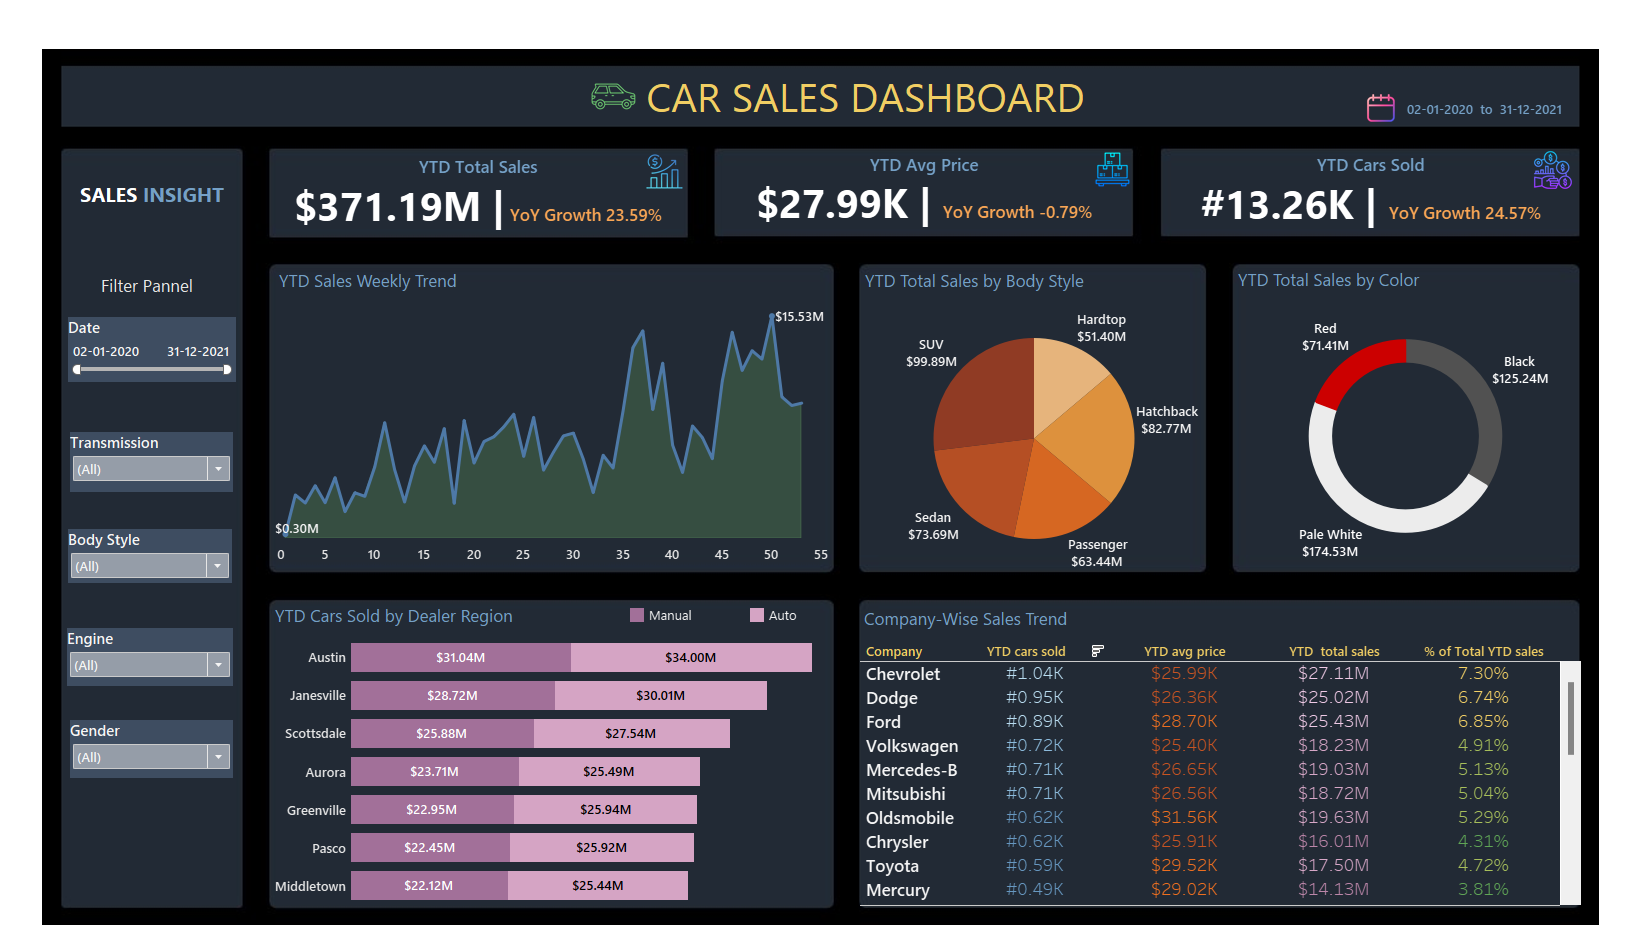 CAR SALES DASHBOARD
02-01-2020 to 31-12-2021
SALES INSIGHT
Filter Pannel
Date
02-01-2020 31-12-2021
Transmission
(All)
Body Style
(All)
Engine
(All)
Gender
(All)
YTD Total Sales
$371.19M | YoY Growth 23.59%
YTD Avg Price
$27.99K | YoY Growth -0.79%
YTD Cars Sold
#13.26K | YoY Growth 24.57%
YTD Sales Weekly Trend
$15.53M
$0.30M
0 5 10 15 20 25 30 35 40 45 50 55
YTD Total Sales by Body Style
Hardtop
$51.40M
SUV
$99.89M
Hatchback
$82.77M
Sedan
$73.69M
Passenger
$63.44M
YTD Total Sales by Color
Red
$71.41M
Black
$125.24M
Pale White
$174.53M
YTD Cars Sold by Dealer Region
Manual Auto
Austin $31.04M $34.00M
Janesville $28.72M $30.01M
Scottsdale $25.88M $27.54M
Aurora $23.71M $25.49M
Greenville $22.95M $25.94M
Pasco $22.45M $25.92M
Middletown $22.12M $25.44M
Company-Wise Sales Trend
Company YTD cars sold YTD avg price YTD total sales % of Total YTD sales
Chevrolet #1.04K $25.99K $27.11M 7.30%
Dodge #0.95K $26.36K $25.02M 6.74%
Ford #0.89K $28.70K $25.43M 6.85%
Volkswagen #0.72K $25.40K $18.23M 4.91%
Mercedes-B #0.71K $26.65K $19.03M 5.13%
Mitsubishi #0.71K $26.56K $18.72M 5.04%
Oldsmobile #0.62K $31.56K $19.63M 5.29%
Chrysler #0.62K $25.91K $16.01M 4.31%
Toyota #0.59K $29.52K $17.50M 4.72%
Mercury #0.49K $29.02K $14.13M 3.81%